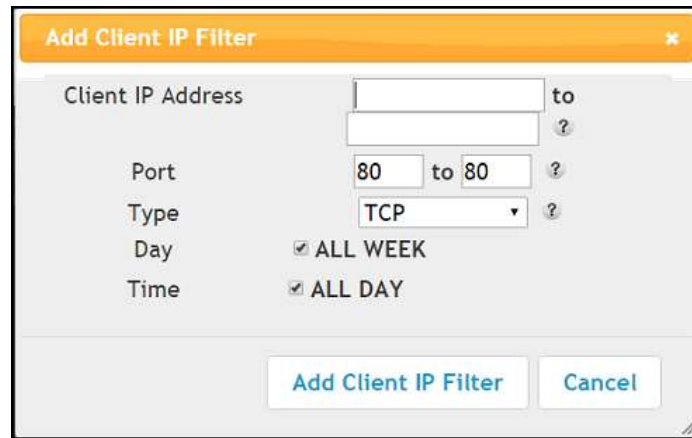 Add Client IP Filter ×
Client IP Address to
?
Port 80 to 80 ?
Type TCP ?
Day ALL WEEK
Time ALL DAY
Add Client IP Filter Cancel